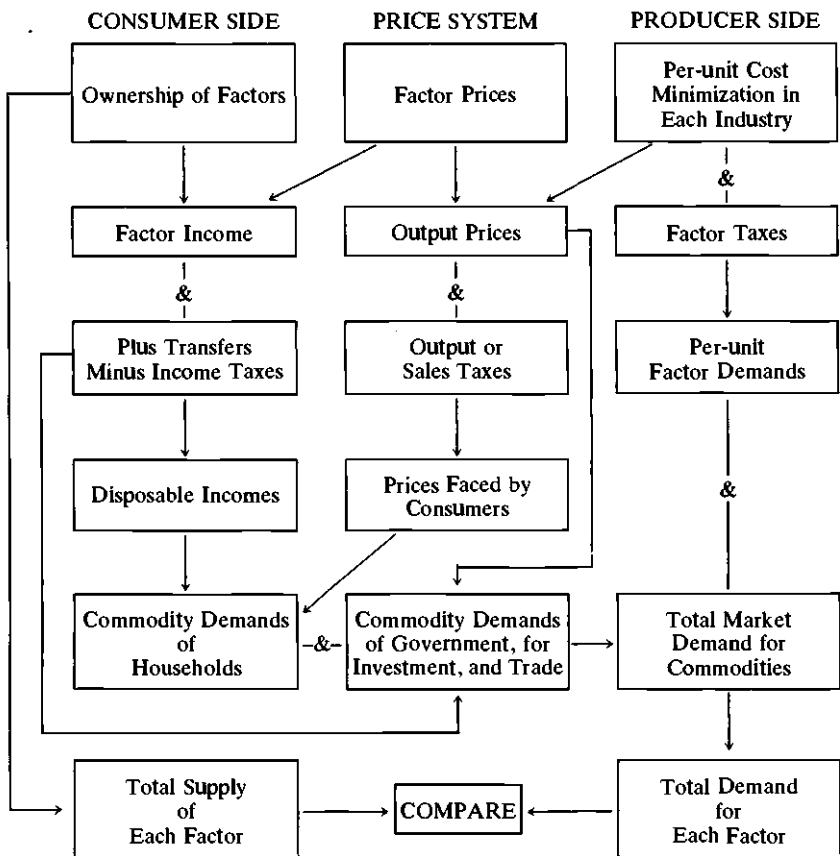 CONSUMER SIDE
PRICE SYSTEM
PRODUCER SIDE
Ownership of Factors
Factor Prices
Per-unit Cost
Minimization in
Each Industry
&
Factor Income
Output Prices
Factor Taxes
&
&
Plus Transfers
Minus Income Taxes
Output or
Sales Taxes
Per-unit
Factor Demands
Disposable Incomes
Prices Faced by
Consumers
&
Commodity Demands
of
Households
-&-
Commodity Demands
of Government, for
Investment, and Trade
Total Market
Demand for
Commodities
Total Supply
of
Each Factor
COMPARE
Total Demand
for
Each Factor